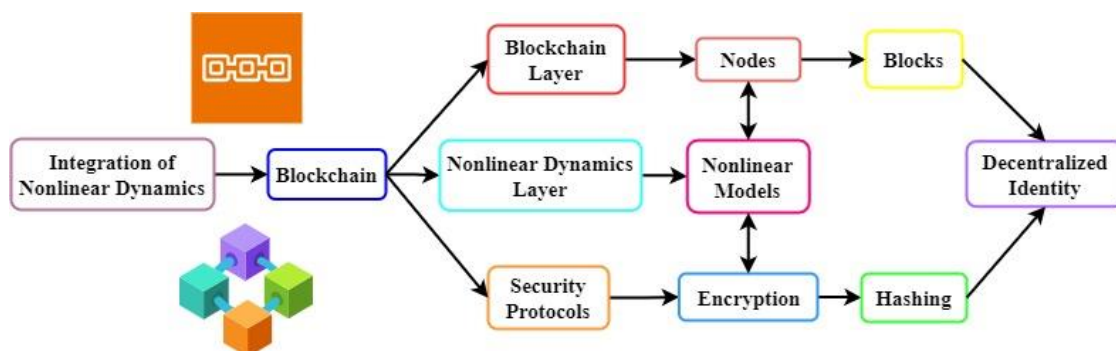 Integration of
Nonlinear Dynamics
Blockchain
Blockchain
Layer
Nodes
Blocks
Nonlinear Dynamics
Layer
Nonlinear
Models
Decentralized
Identity
Security
Protocols
Encryption
Hashing